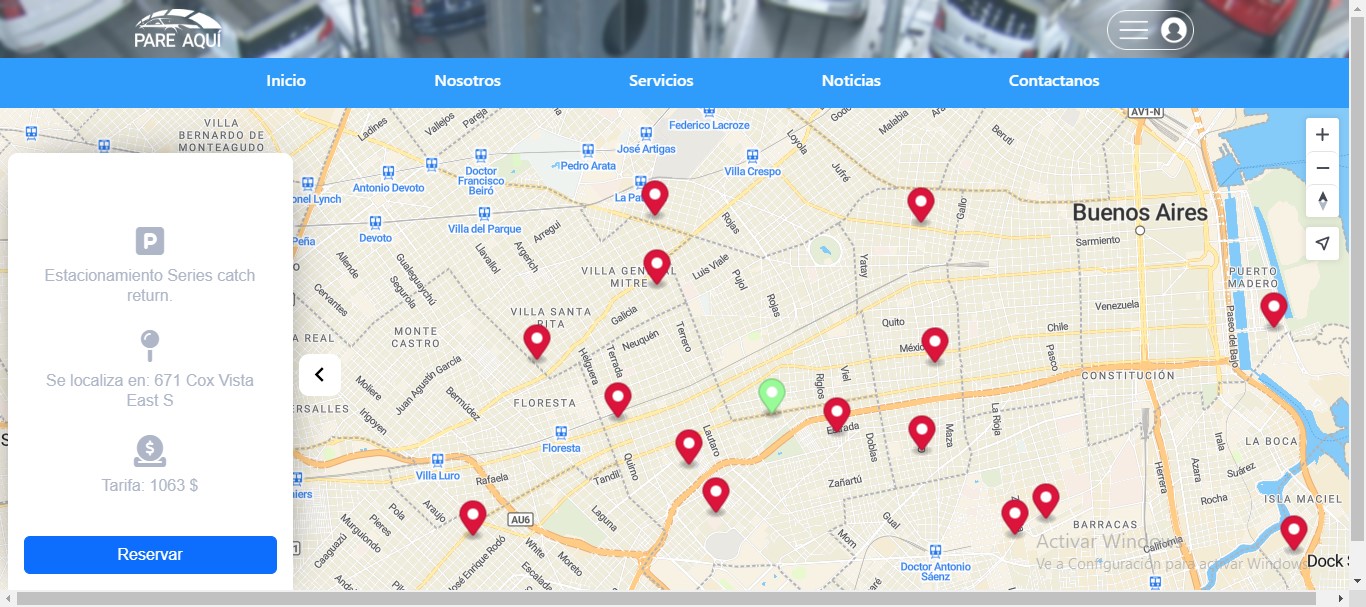 PARE AQUÍ
Inicio
Nosotros
Servicios
Noticias
Contactanos
Estacionamiento Series catch
return.
Se localiza en: 671 Cox Vista
East S
Tarifa: 1063 $
Reservar
VILLA
BERNARDO DE
MONTEAGUDO
Ladines
Vallejos
Pareja
Federico Lacroze
José Artigas
Pedro Arata
Villa Crespo
Loyola
Malabia
Beruti
AV1-N
Antonio Devoto
Doctor
Francisco
Beiró
La Pa
Jufré
Gallo
Buenos Aires
Sarmiento
onel Lynch
Peña
Devoto
Villa del Parque
Arregui
Rojas
Allende
Gualeguaychú
Segurola
Llavallol
Argerich
VILLA GENERAL
MITRE
Luis Viale
Pujol
Rojas
Yatay
PUERTO
MADERO
Cervantes
VILLA SANTA
RITA
Galicia
Neuquén
Terrero
Quito
Méxi
Chile
Venezuela
Paseo del Bajo
A REAL
MONTE
CASTRO
Juan Agustín García
Moliere
Bermúdez
Irigoyen
ERSALLES
Helguera
Terrada
FLORESTA
Floresta
Riglos
Viel
Pasco
CONSTITUCIÓN
Lautaro
Quirno
Tandil
Estrada
Doblas
Maza
La Rioja
Irala
LA BOCA
Villa Luro
Rafaela
niers
Zañartú
Herrera
Azara
Suárez
Rocha
ISLA MACIEL
Pola
Pieres
Murguiondo
Caaguazú
Araujo
AU6
Laguna
White
Moreto
José Enrique Rodó
Gual
Mom
Doctor Antonio
Sáenz
BARRACAS
California
Dock S
Activar Windows
Ve a Configuración para activar Windows.